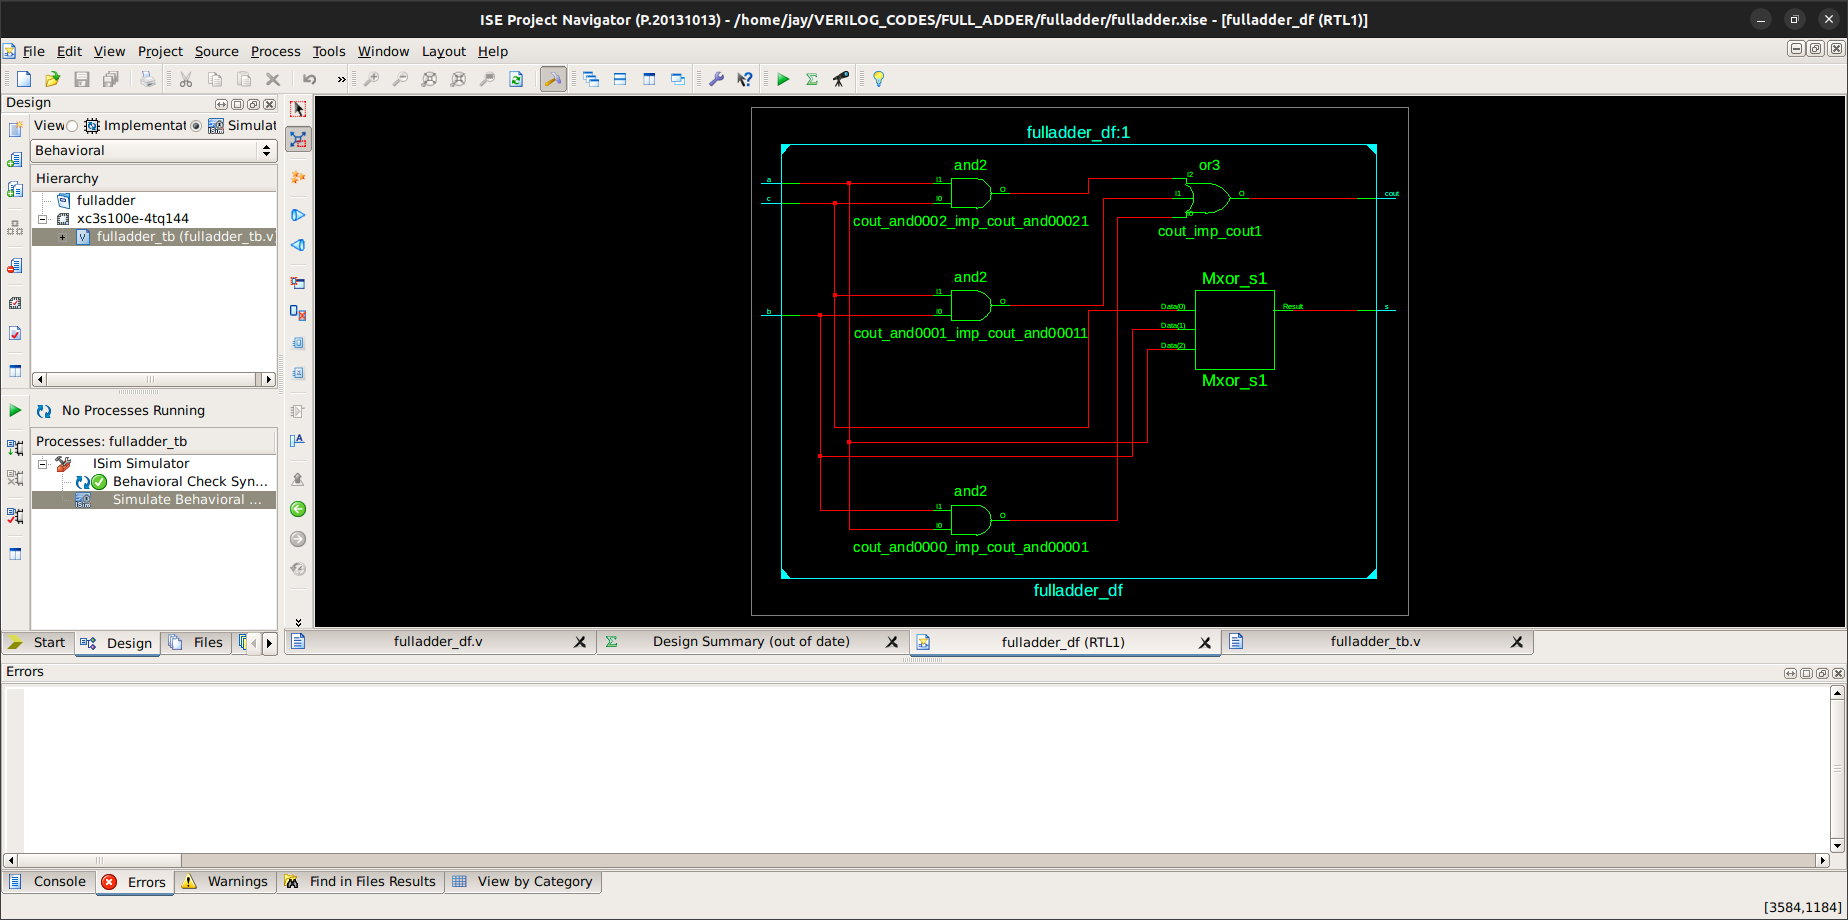 ISE Project Navigator (P.20131013) - /home/jay/VERILOG_CODES/FULL_ADDER/fulladder/fulladder.xise - [fulladder_df (RTL1)]
File Edit View Project Source Process Tools Window Layout Help
»
Design
View Implementat Simulat
Behavioral
Hierarchy
fulladder
xc3s100e-4tq144
fulladder_tb (fulladder_tb.v
No Processes Running
Processes: fulladder_tb
ISim Simulator
Behavioral Check Syn...
Simulate Behavioral ...
Start Design Files
fulladder_df:1
and2 or3
a I1 O I2 cout
c I0 I1 O
cout_and0002_imp_cout_and00021
cout_imp_cout1
and2 Mxor_s1
I1 O Data(0) Result s
b I0 Data(1)
cout_and0001_imp_cout_and00011
Data(2)
Mxor_s1
and2
I1 O
I0
cout_and0000_imp_cout_and00001
fulladder_df
fulladder_df.v Design Summary (out of date) fulladder_df (RTL1) fulladder_tb.v
Errors
Console Errors Warnings Find in Files Results View by Category
[3584,1184]